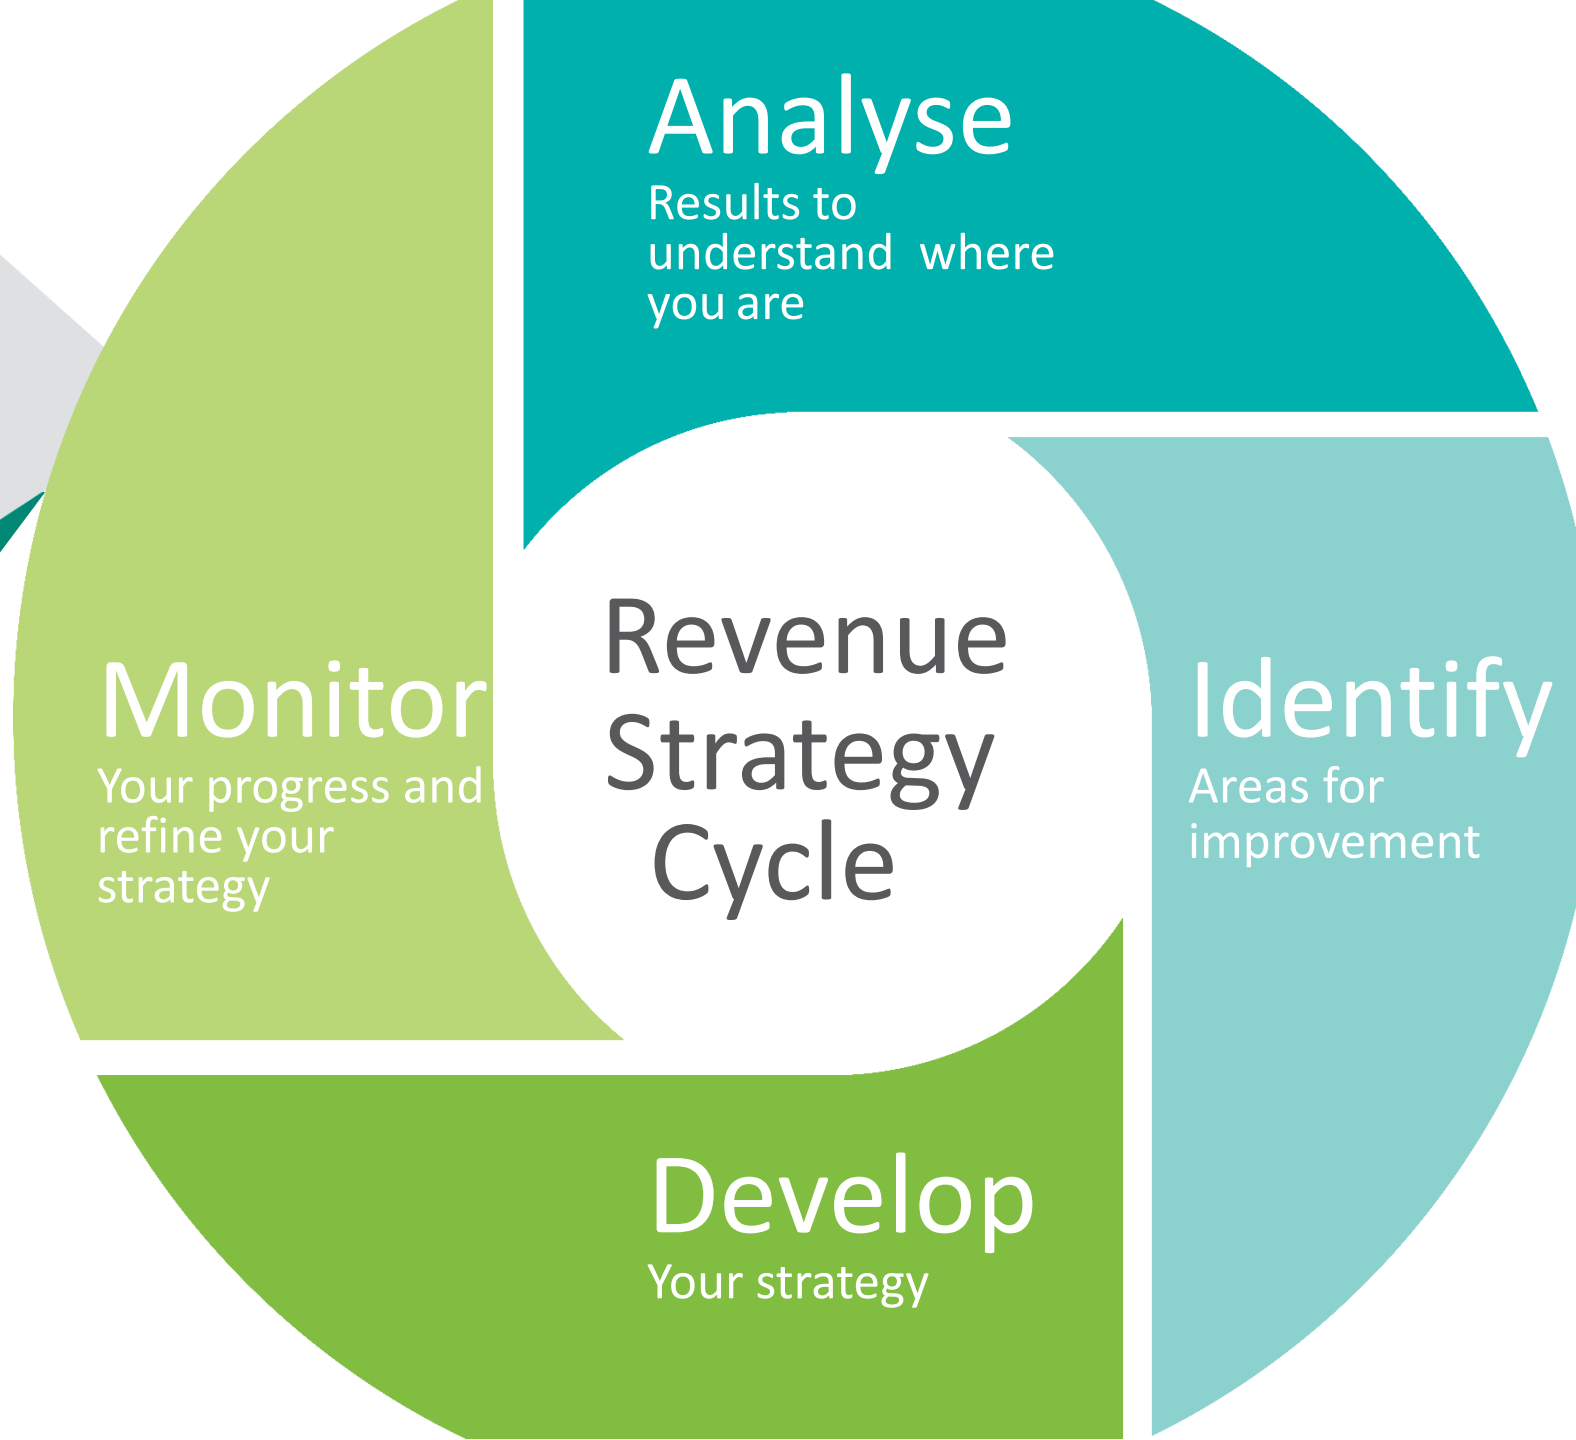 Analyse
Results to
understand where
you are
Identify
Areas for
improvement
Develop
Your strategy
Monitor
Your progress and
refine your
strategy
Revenue
Strategy
Cycle